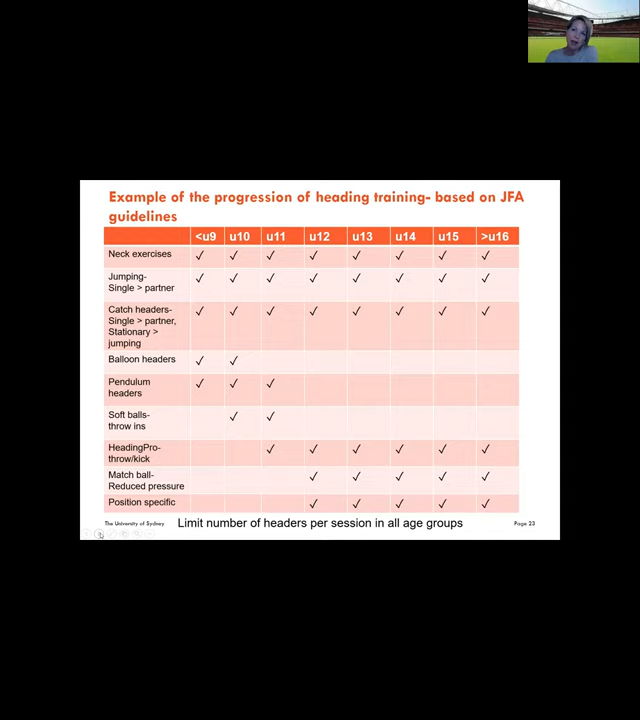 Example of the progression of heading training- based on JFA
guidelines
<u9 u10 u11 u12 u13 u14 u15 >u16
Neck exercises ✓ ✓ ✓ ✓ ✓ ✓ ✓ ✓
Jumping-
Single > partner ✓ ✓ ✓ ✓ ✓ ✓ ✓ ✓
Catch headers-
Single > partner,
Stationary >
jumping ✓ ✓ ✓ ✓ ✓ ✓ ✓ ✓
Balloon headers ✓ ✓
Pendulum
headers ✓ ✓ ✓
Soft balls-
throw ins ✓ ✓
HeadingPro-
throw/kick ✓ ✓ ✓ ✓ ✓ ✓
Match ball-
Reduced pressure ✓ ✓ ✓ ✓ ✓
Position specific ✓ ✓ ✓ ✓ ✓
The University of Sydney
Limit number of headers per session in all age groups
Page 23